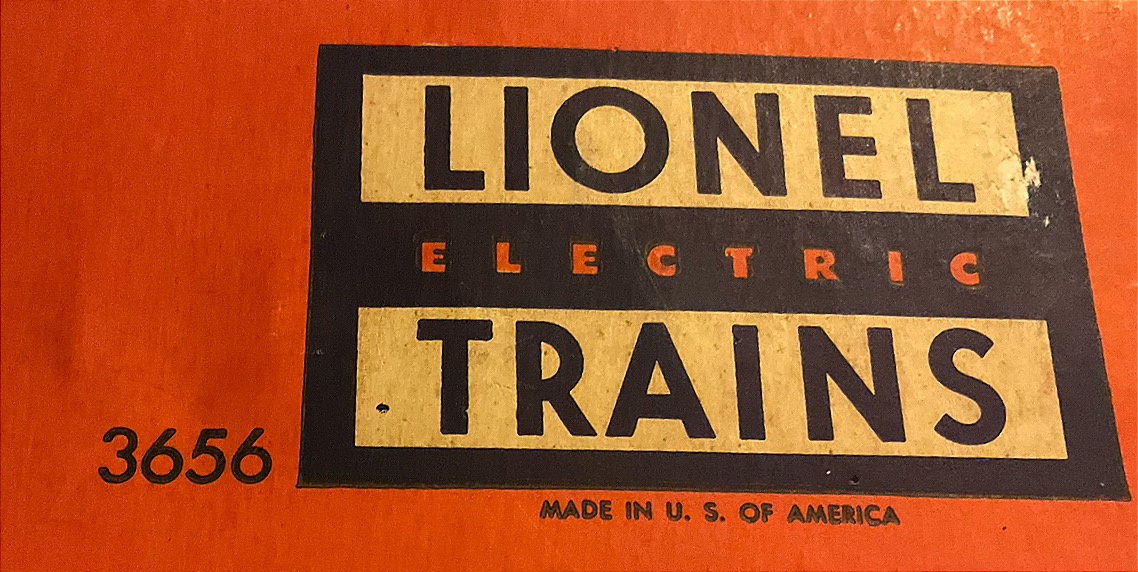 LIONEL
ELECTRIC
TRAINS
3656
MADE IN U. S. OF AMERICA